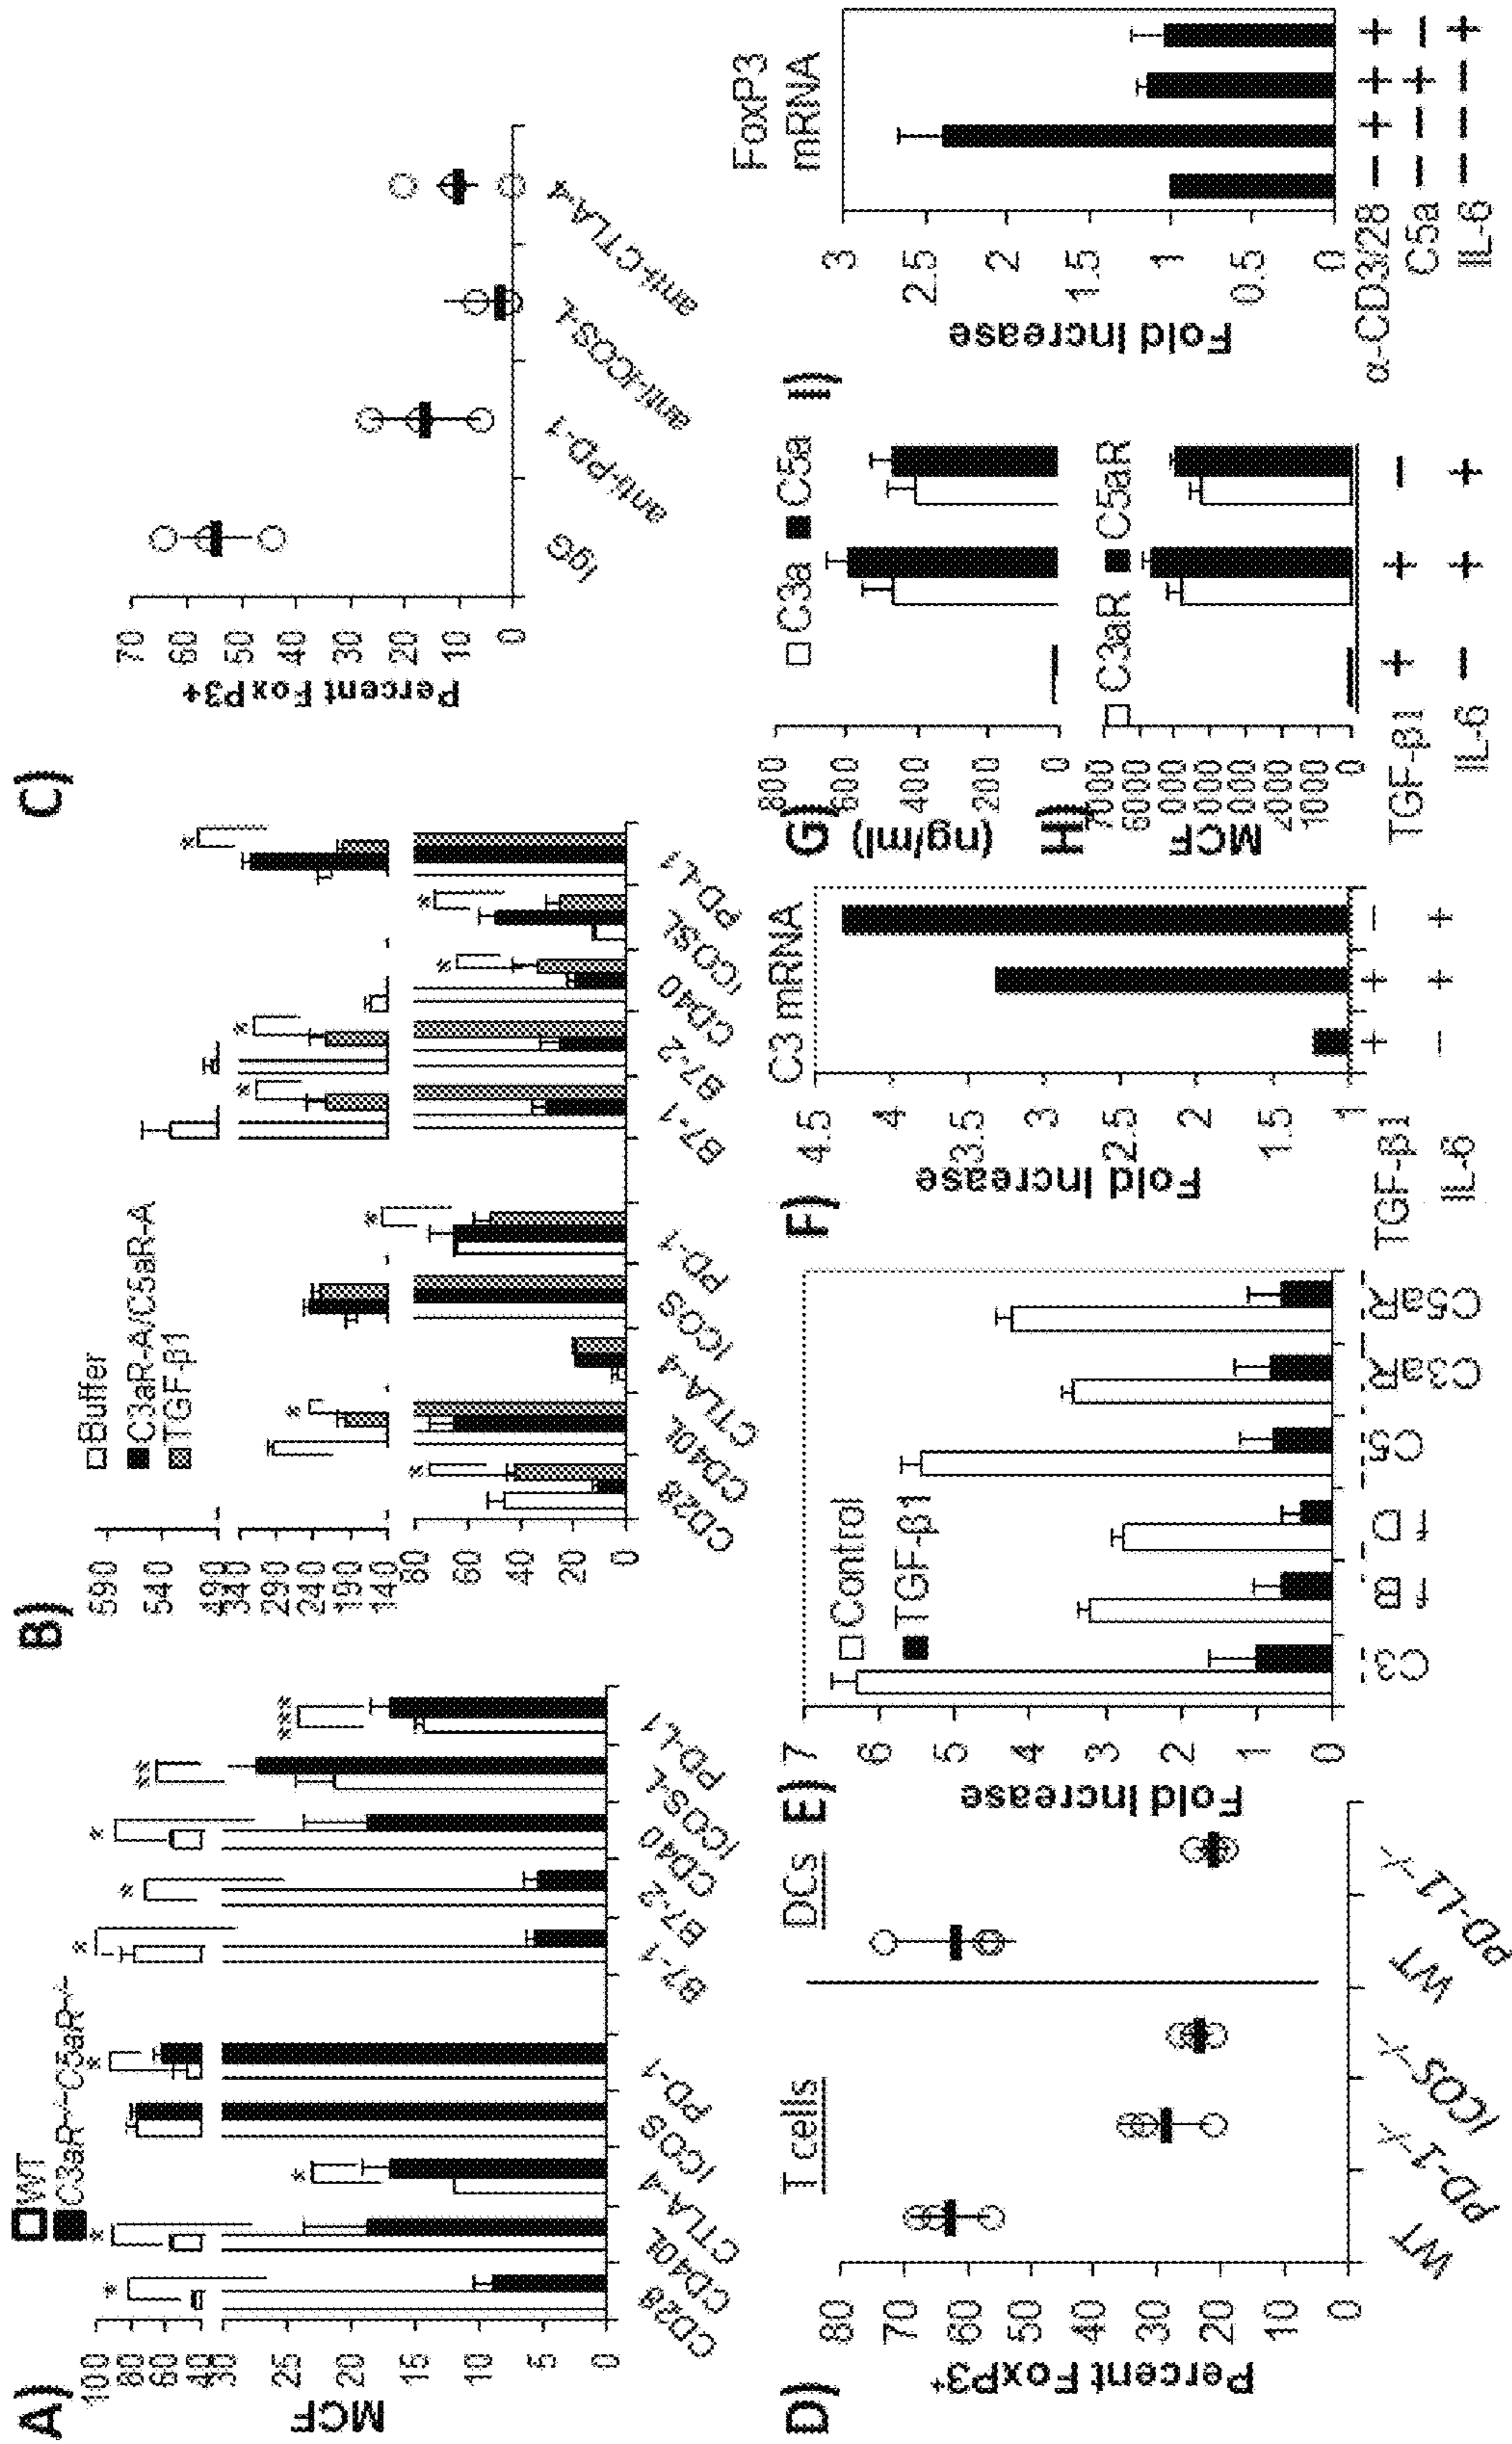 A)
□WT
■C3aR-/-C5aR-/-
MCF
100
80
60
40
30
25
20
15
10
5
0
* * * * * * * ** ***
CD28
CD40L
CTLA-4
ICOS
PD-1
B7-1
B7-2
CD40
ICOS-L
PD-L1
B)
□Buffer
■C3aR-A/C5aR-A
TGF-β1
590
540
490
340
290
240
190
140
80
60
40
20
0
* * * * * * * *
CD28
CD40L
CTLA-4
ICOS
PD-1
B7-1
B7-2
CD40
ICOSL
PD-L1
C)
Percent FoxP3+
70
60
50
40
30
20
10
0
IgG
anti-PD-1
anti-ICOS-L
anti-CTLA-4
D)
Percent FoxP3+
80
70
60
50
40
30
20
10
0
T cells
DCs
WT
PD-1-/-
ICOS-/-
WT
PD-L1-/-
E)
Fold Increase
7
6
5
4
3
2
1
0
□Control
■TGF-β1
C3
fB
fD
C5
C3aR
C5aR
F)
C3 mRNA
Fold Increase
4.5
4
3.5
3
2.5
2
1.5
1
TGF-β1 + + −
IL-6 − + +
G)
(ng/ml)
800
600
400
200
0
□C3a ■C5a
H)
MCF
7000
6000
2000
1000
0
□C3aR ■C5aR
TGF-β1 + + −
IL-6 − + +
I)
FoxP3
mRNA
Fold Increase
3
2.5
2
1.5
1
0.5
0
α-CD3/28 − + + +
C5a − − + −
IL-6 − − − +